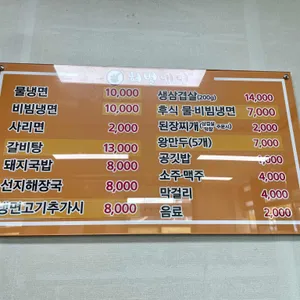 물냉면 10,000
비빔냉면 10,000
사리면 2,000
갈비탕 13,000
돼지국밥 8,000
선지해장국 8,000
냉면고기추가시 8,000
생삼겹살(200g) 14,000
후식 물·비빔냉면 7,000
된장찌개 2,000
왕만두(5개) 7,000
공깃밥
소주·맥주 4,000
막걸리 4,000
음료 2,000